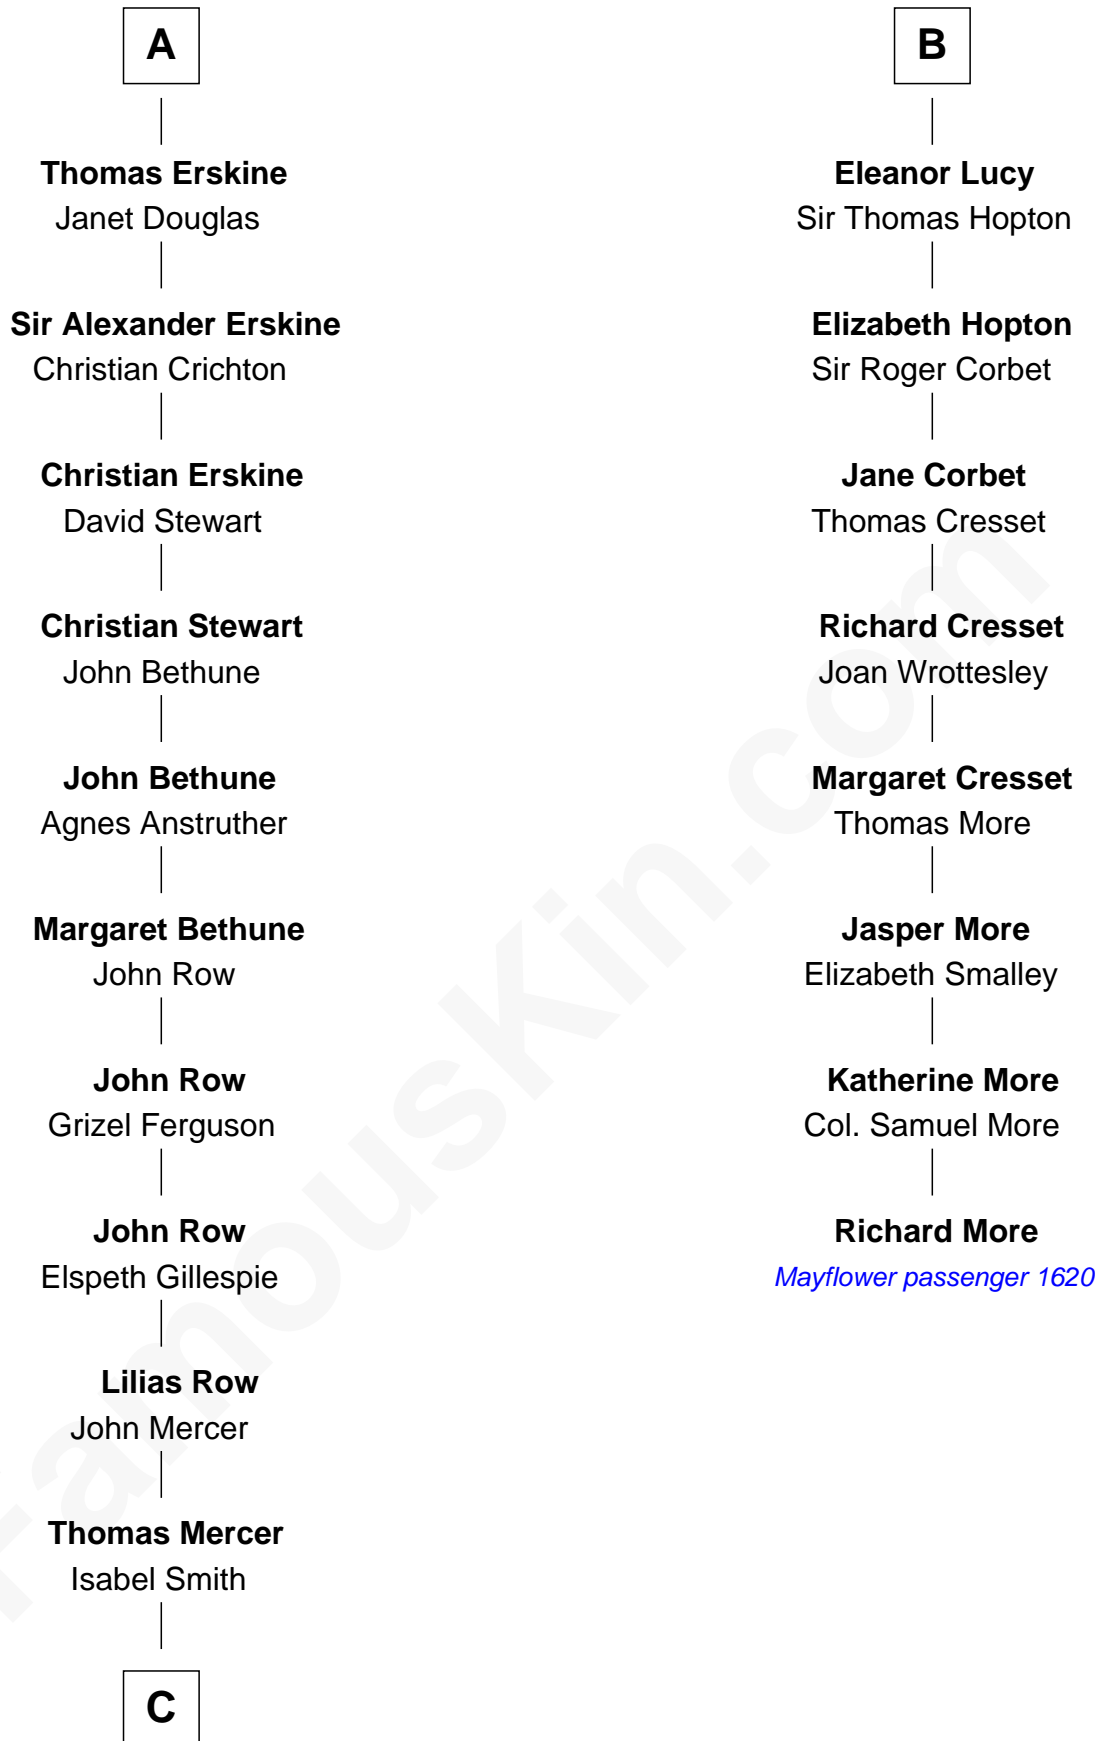 A
Thomas Erskine
Janet Douglas
Sir Alexander Erskine
Christian Crichton
Christian Erskine
David Stewart
Christian Stewart
John Bethune
John Bethune
Agnes Anstruther
Margaret Bethune
John Row
John Row
Grizel Ferguson
John Row
Elspeth Gillespie
Lilias Row
John Mercer
Thomas Mercer
Isabel Smith
C
B
Eleanor Lucy
Sir Thomas Hopton
Elizabeth Hopton
Sir Roger Corbet
Jane Corbet
Thomas Cresset
Richard Cresset
Joan Wrottesley
Margaret Cresset
Thomas More
Jasper More
Elizabeth Smalley
Katherine More
Col. Samuel More
Richard More
Mayflower passenger 1620
FamousKin.com